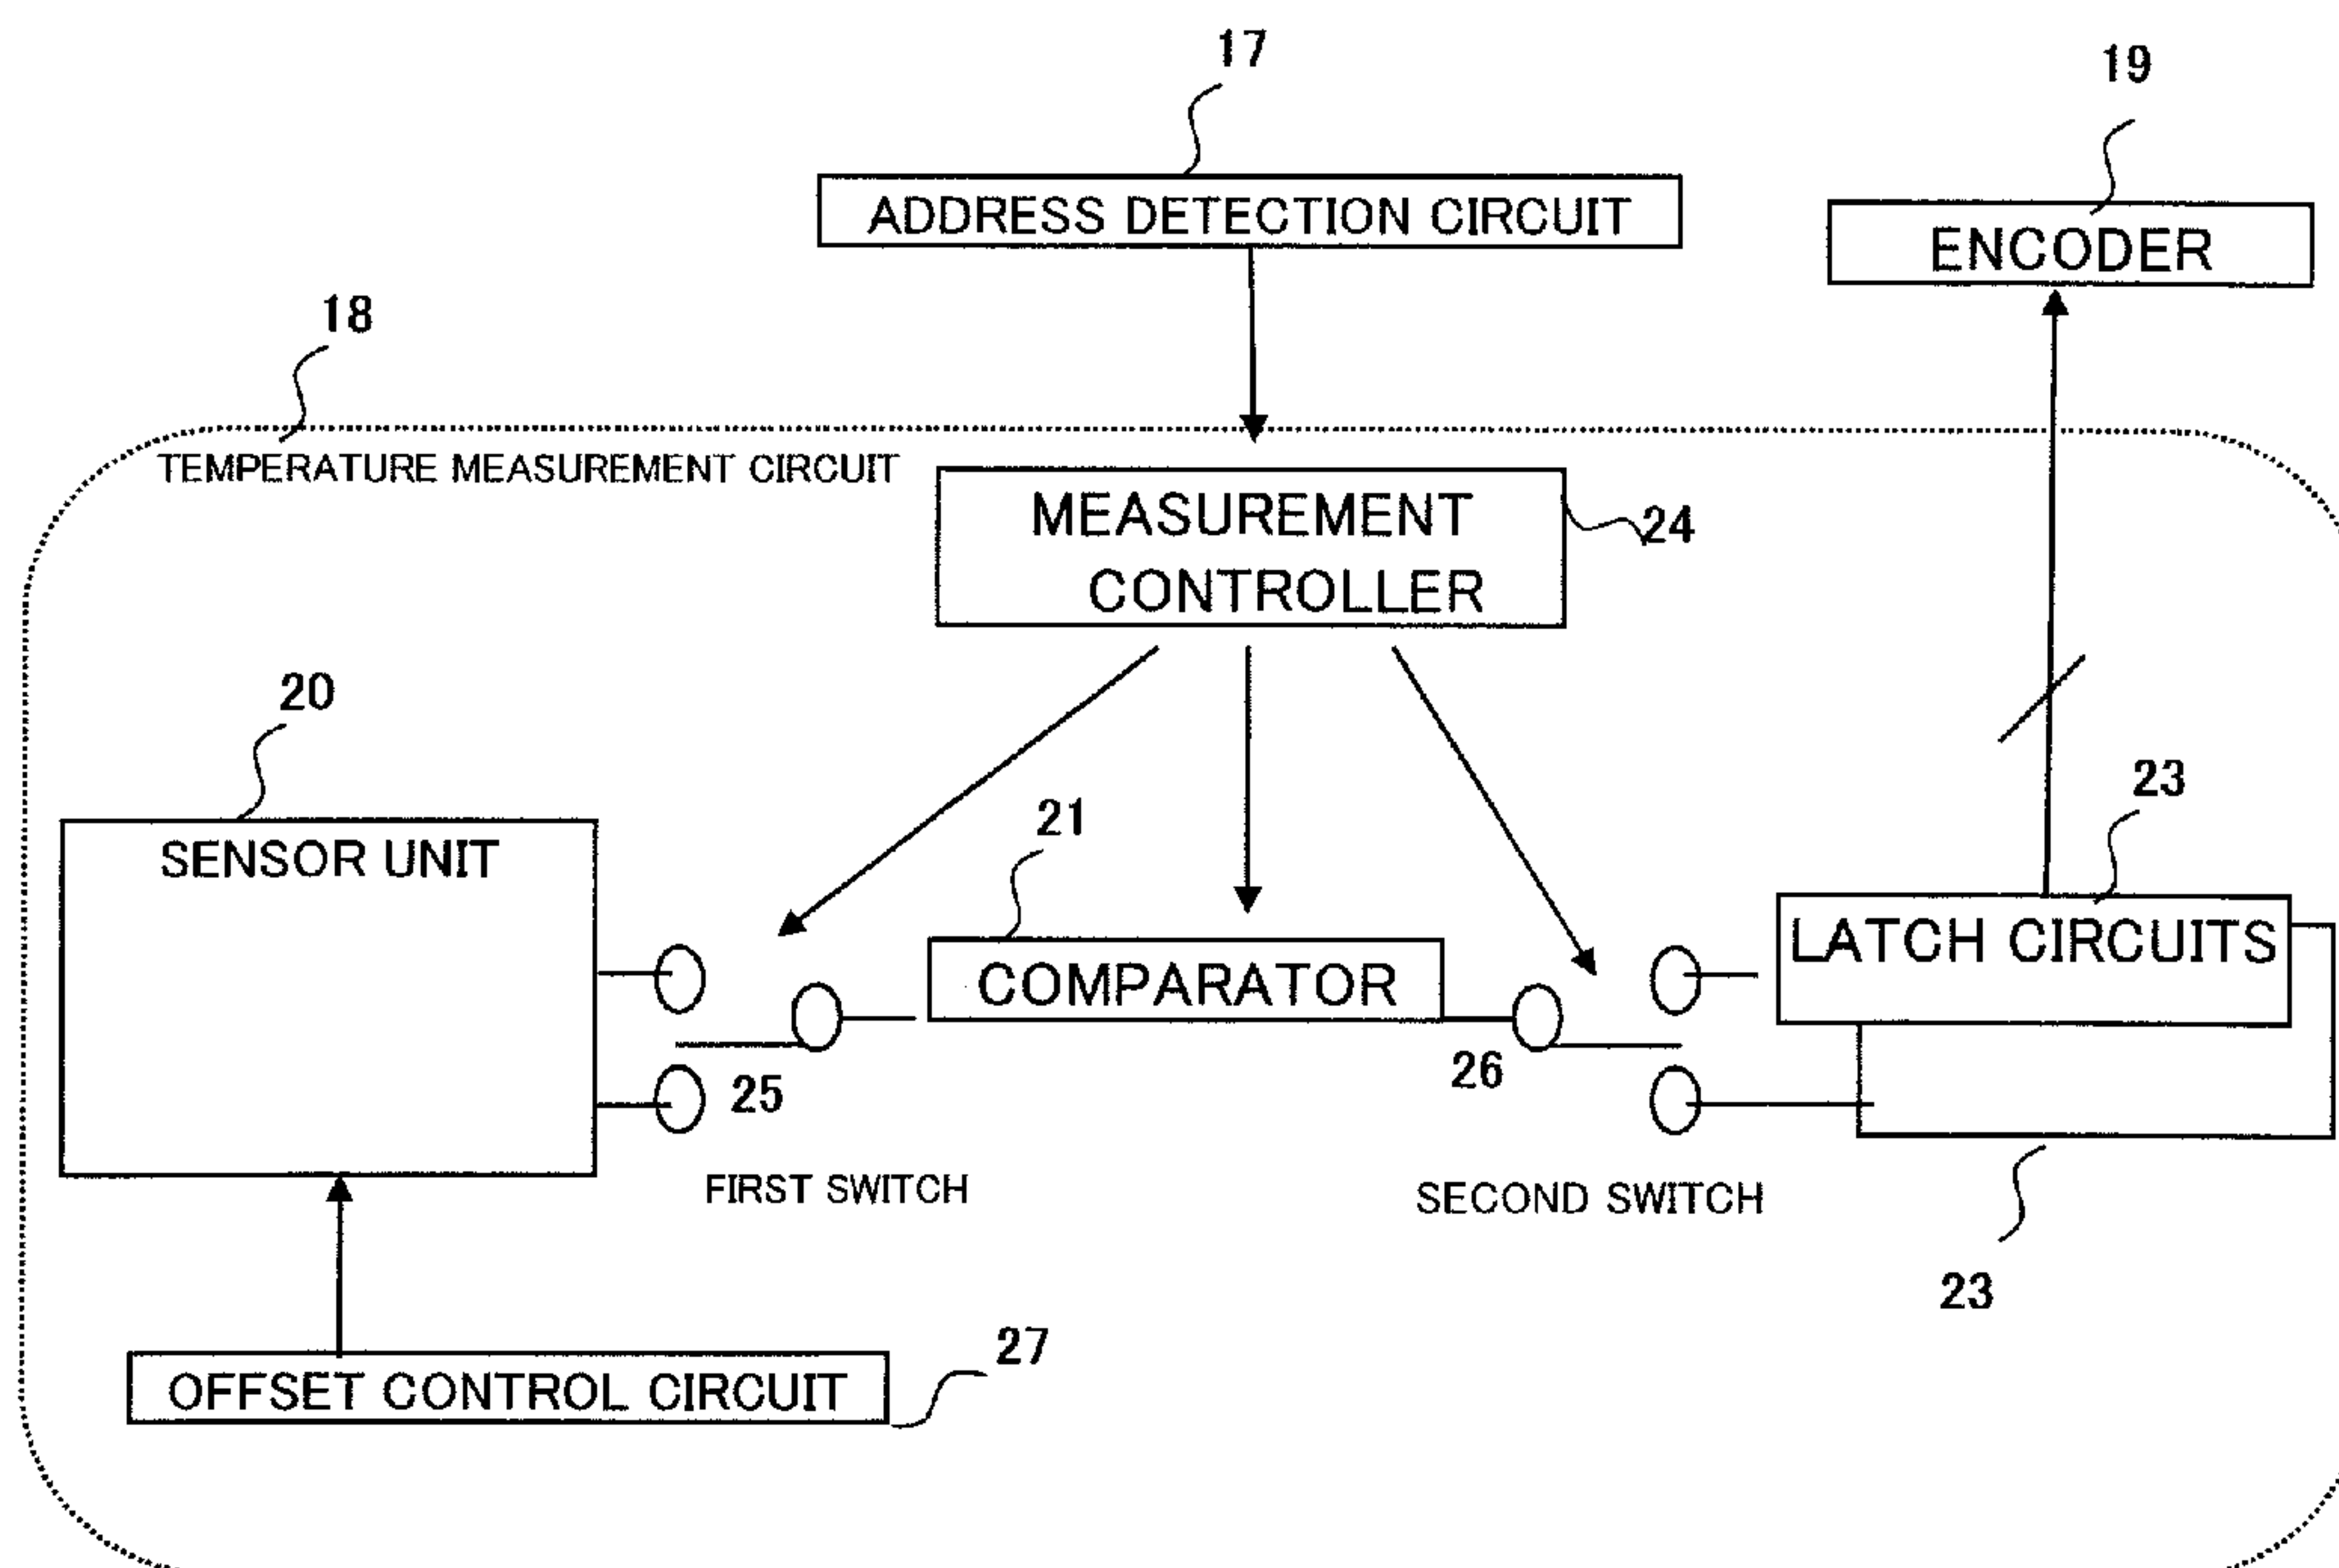 17
19
ADDRESS DETECTION CIRCUIT
ENCODER
18
TEMPERATURE MEASUREMENT CIRCUIT
MEASUREMENT
CONTROLLER
24
20
23
21
SENSOR UNIT
LATCH CIRCUITS
COMPARATOR
26
25
FIRST SWITCH
SECOND SWITCH
23
27
OFFSET CONTROL CIRCUIT